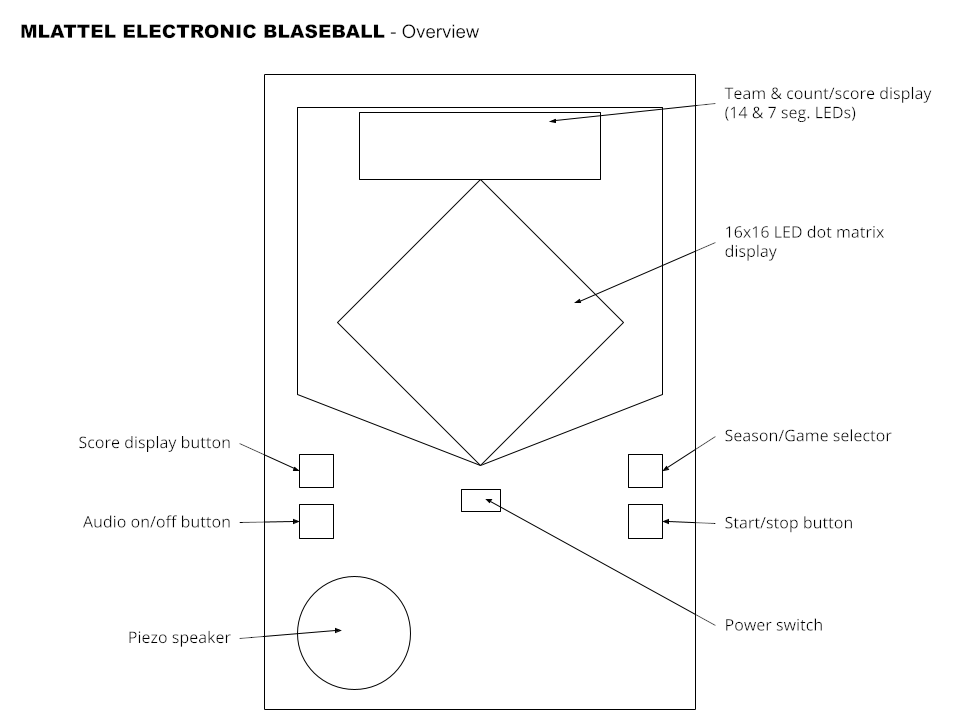 MLATTEL ELECTRONIC BLASEBALL - Overview
Team & count/score display
(14 & 7 seg. LEDs)
16x16 LED dot matrix
display
Score display button
Season/Game selector
Audio on/off button
Start/stop button
Power switch
Piezo speaker